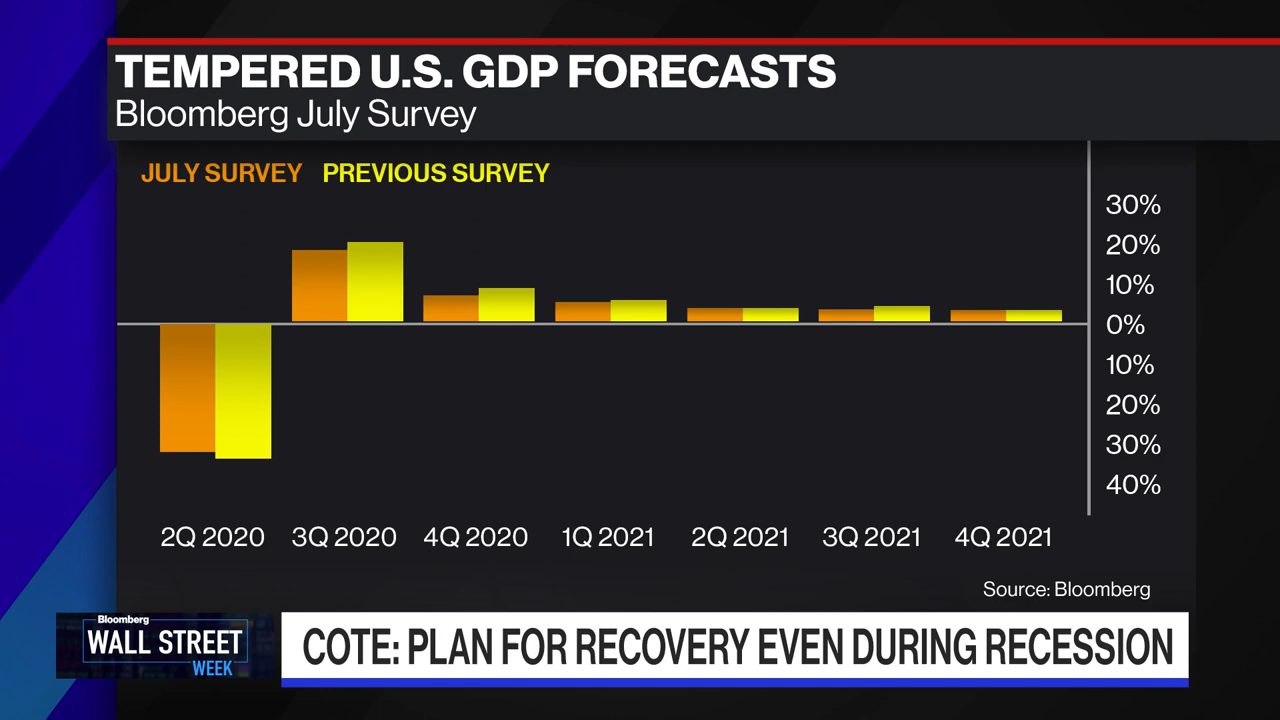 TEMPERED U.S. GDP FORECASTS
Bloomberg July Survey
JULY SURVEY PREVIOUS SURVEY
30%
20%
10%
0%
10%
20%
30%
40%
2Q 2020 3Q 2020 4Q 2020 1Q 2021 2Q 2021 3Q 2021 4Q 2021
Source: Bloomberg
Bloomberg
WALL STREET
WEEK
COTE: PLAN FOR RECOVERY EVEN DURING RECESSION